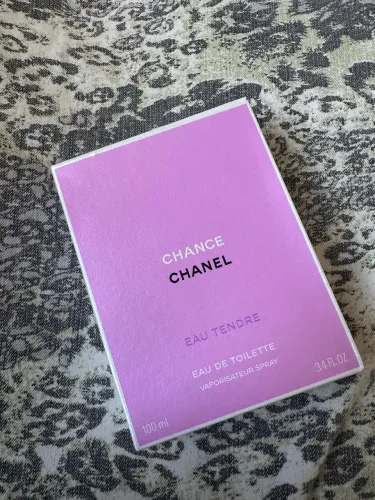 CHANCE
CHANEL
EAU TENDRE
EAU DE TOILETTE
VAPORISATEUR SPRAY
100 ml
3.4 FL. OZ.